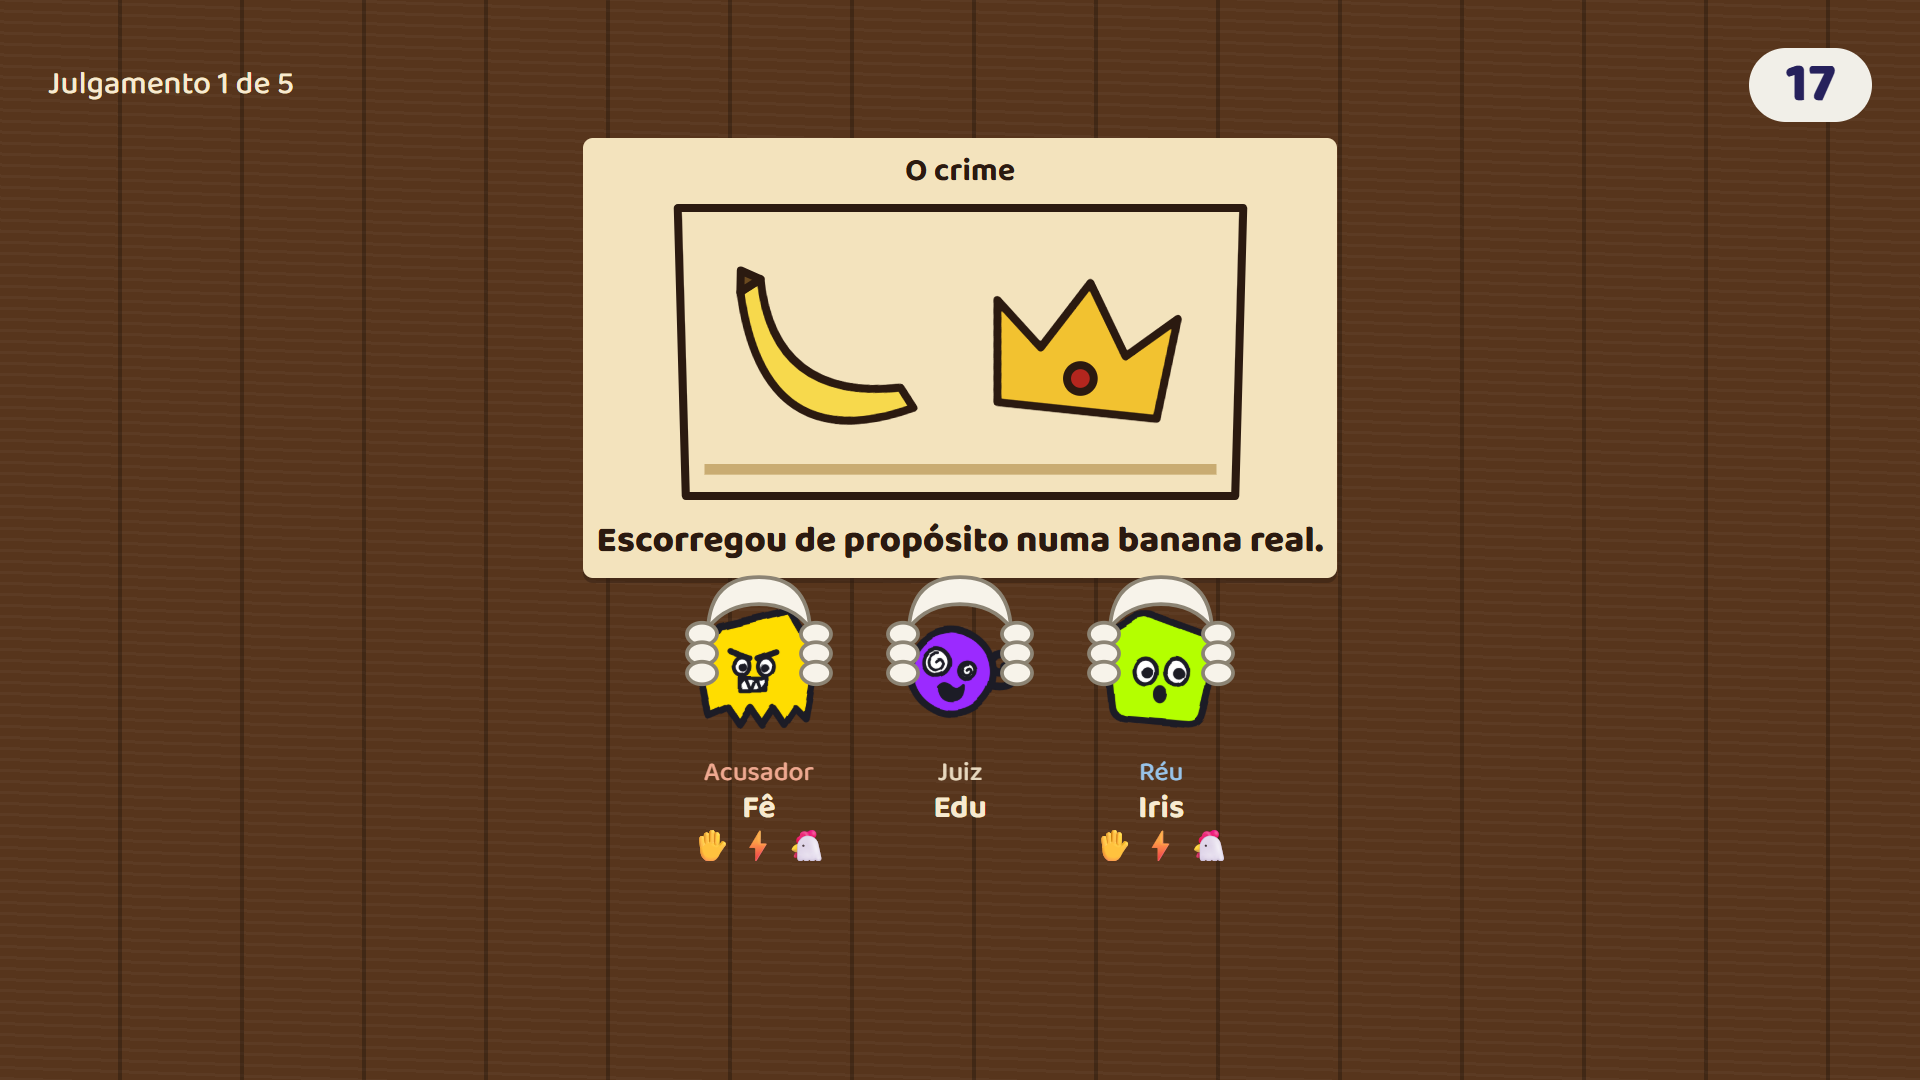 Julgamento 1 de 5
17
O crime
Escorregou de propósito numa banana real.
Acusador
Fê
Juiz
Edu
Réu
Iris